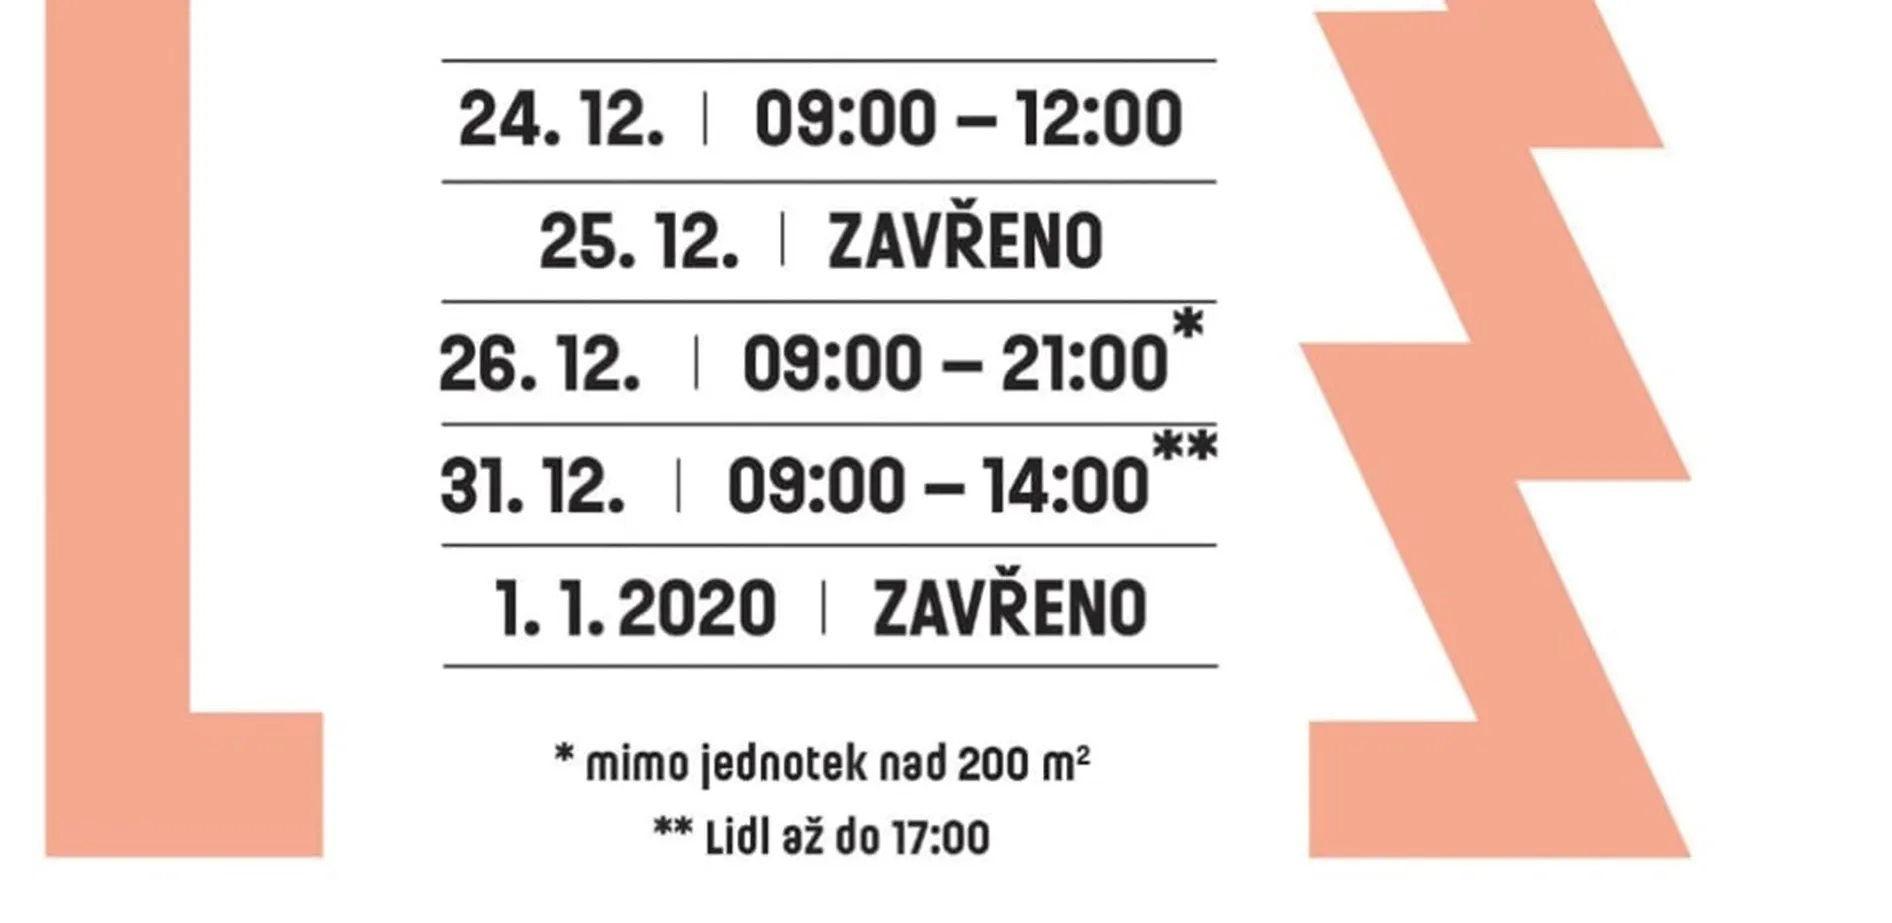 24. 12. | 09:00 – 12:00
25. 12. | ZAVŘENO
26. 12. | 09:00 – 21:00*
31. 12. | 09:00 – 14:00**
1. 1. 2020 | ZAVŘENO
* mimo jednotek nad 200 m²
** Lidl až do 17:00